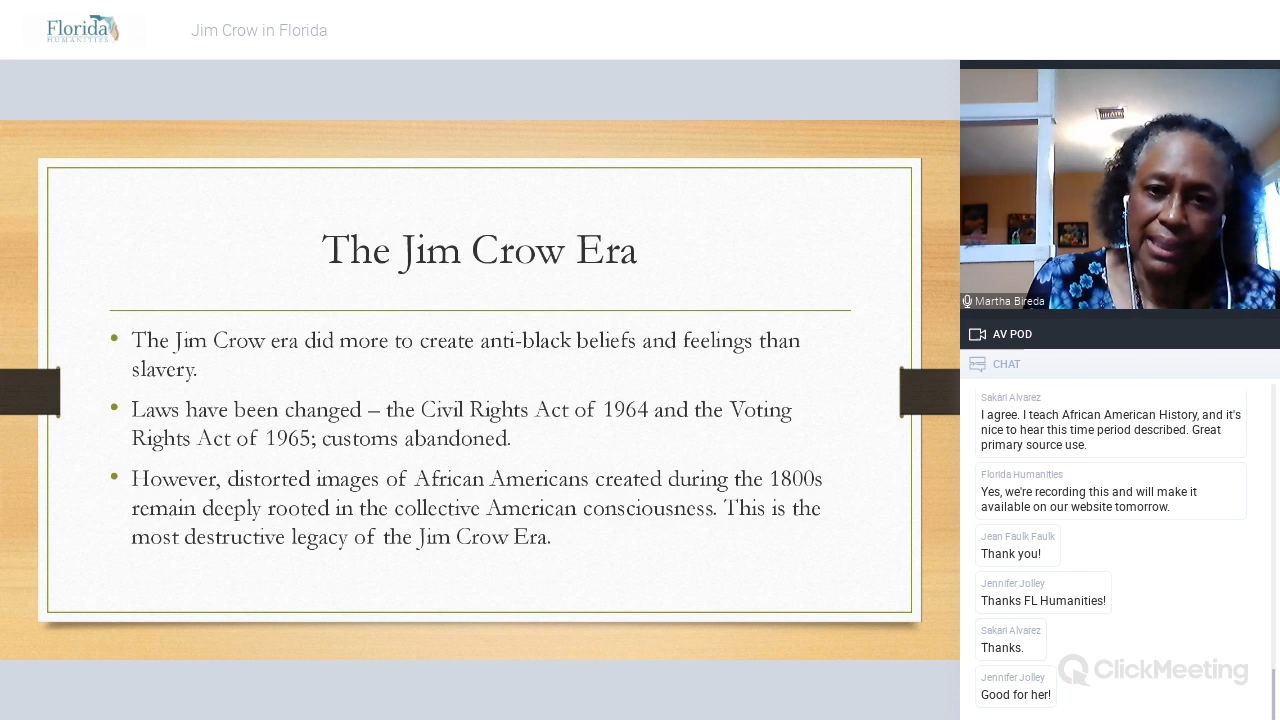 Florida
HUMANITIES
Jim Crow in Florida
The Jim Crow Era
• The Jim Crow era did more to create anti-black beliefs and feelings than
slavery.
• Laws have been changed – the Civil Rights Act of 1964 and the Voting
Rights Act of 1965; customs abandoned.
• However, distorted images of African Americans created during the 1800s
remain deeply rooted in the collective American consciousness. This is the
most destructive legacy of the Jim Crow Era.
Martha Bireda
AV POD
CHAT
Sakari Alvarez
I agree. I teach African American History, and it's
nice to hear this time period described. Great
primary source use.
Florida Humanities
Yes, we're recording this and will make it
available on our website tomorrow.
Jean Faulk Faulk
Thank you!
Jennifer Jolley
Thanks FL Humanities!
Sakari Alvarez
Thanks.
Jennifer Jolley
Good for her!
ClickMeeting